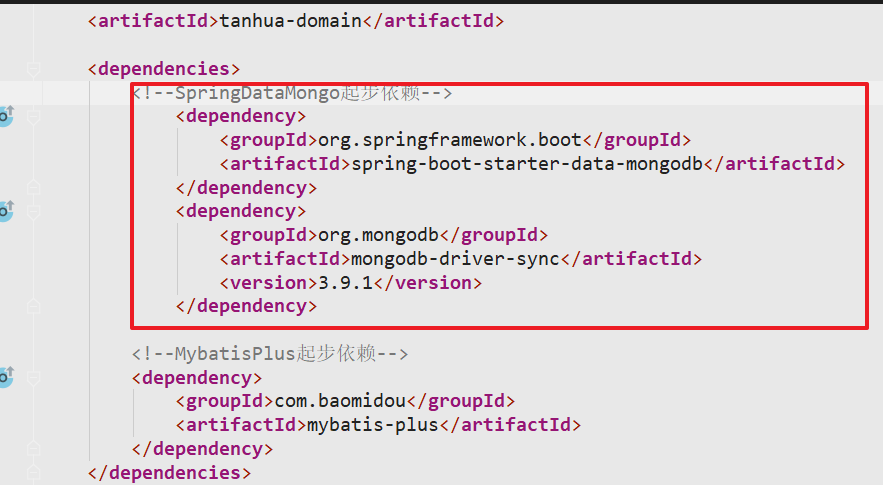 <artifactId>tanhua-domain</artifactId>
<dependencies>
<!--SpringDataMongo起步依赖-->
<dependency>
<groupId>org.springframework.boot</groupId>
<artifactId>spring-boot-starter-data-mongodb</artifactId>
</dependency>
<dependency>
<groupId>org.mongodb</groupId>
<artifactId>mongodb-driver-sync</artifactId>
<version>3.9.1</version>
</dependency>
<!--MybatisPlus起步依赖-->
<dependency>
<groupId>com.baomidou</groupId>
<artifactId>mybatis-plus</artifactId>
</dependency>
</dependencies>